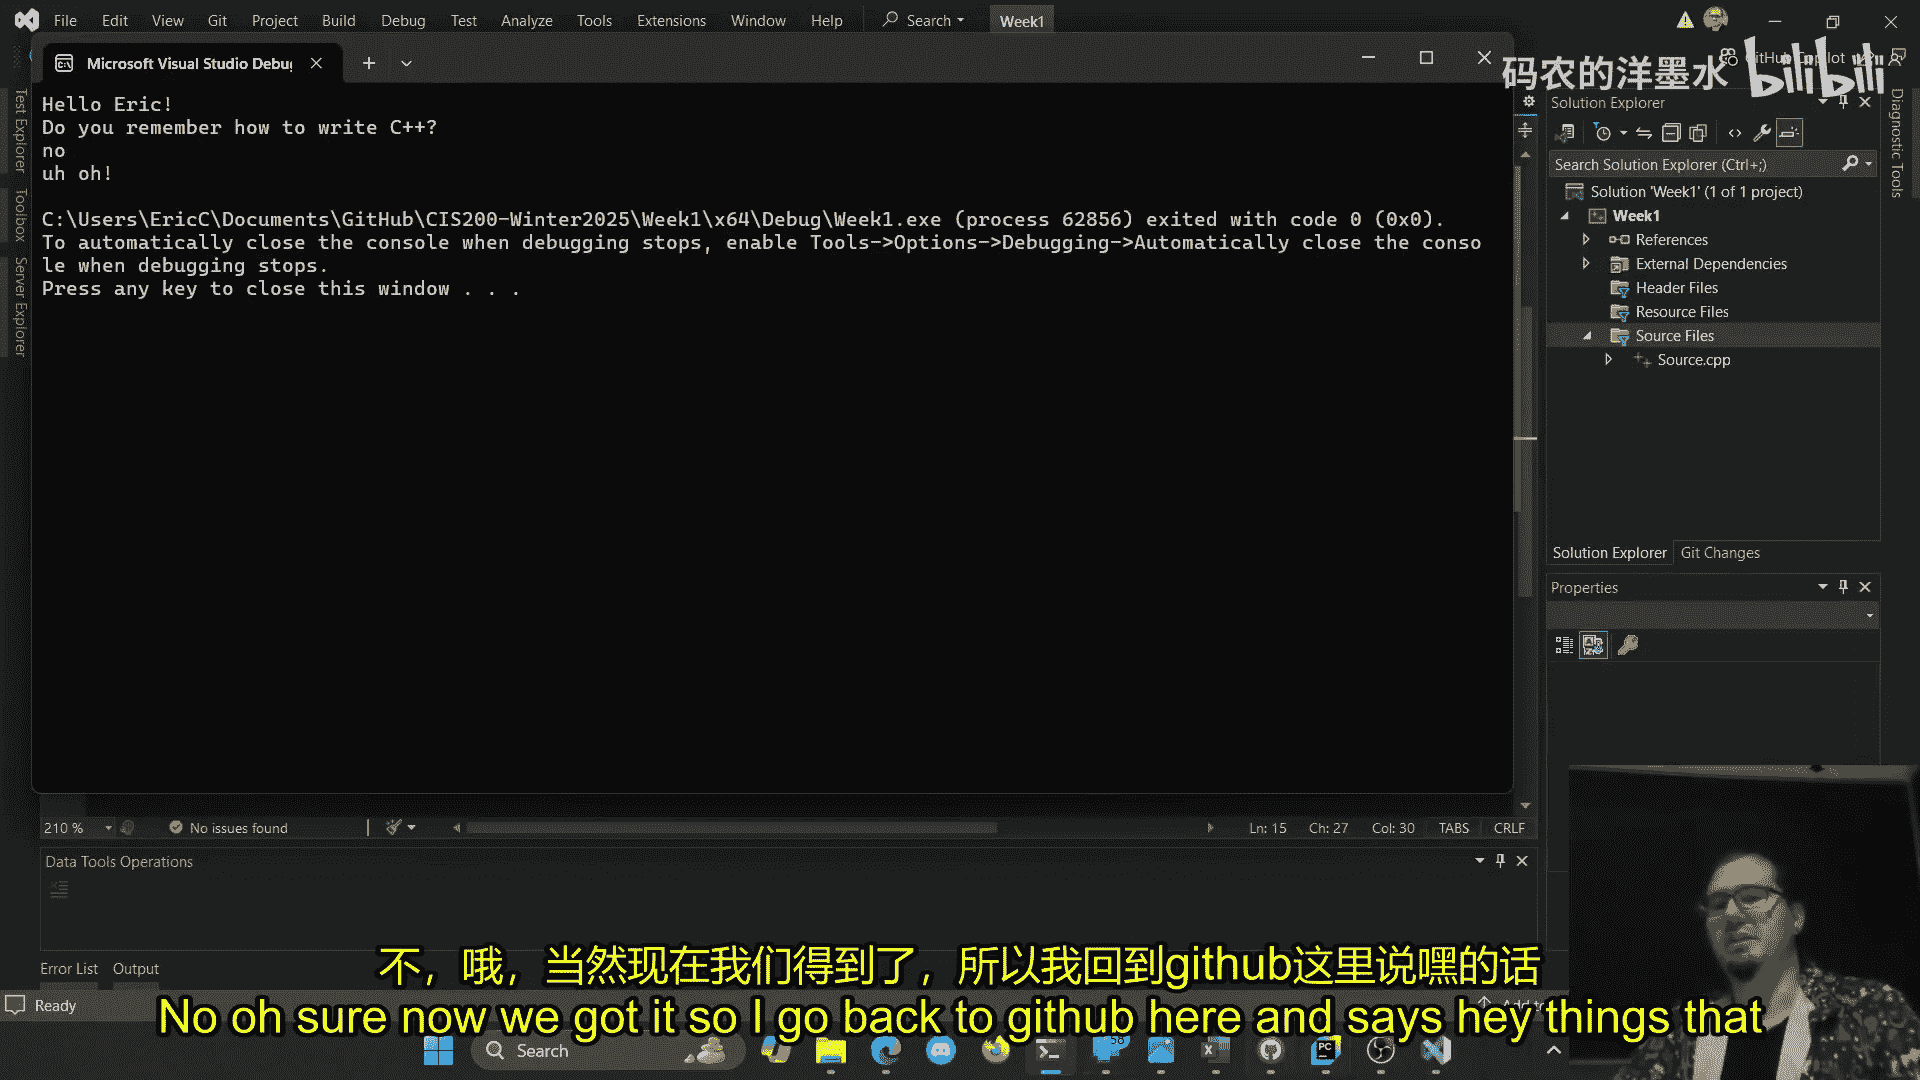 File Edit View Git Project Build Debug Test Analyze Tools Extensions Window Help Search Week1
Microsoft Visual Studio Debu
码农的洋墨水 bilibili
Hello Eric!
Do you remember how to write C++?
no
uh oh!
C:\Users\EricC\Documents\GitHub\CIS200-Winter2025\Week1\x64\Debug\Week1.exe (process 62856) exited with code 0 (0x0).
To automatically close the console when debugging stops, enable Tools->Options->Debugging->Automatically close the conso
le when debugging stops.
Press any key to close this window . . .
Test Explorer
Toolbox
Server Explorer
Solution Explorer
Search Solution Explorer (Ctrl+;)
Solution 'Week1' (1 of 1 project)
Week1
References
External Dependencies
Header Files
Resource Files
Source Files
Source.cpp
Solution Explorer Git Changes
Properties
Diagnostic Tools
210 % No issues found Ln: 15 Ch: 27 Col: 30 TABS CRLF
Data Tools Operations
Error List Output
Ready
不，哦，当然现在我们得到了，所以我回到github这里说嘿的话
No oh sure now we got it so I go back to github here and says hey things that
Search